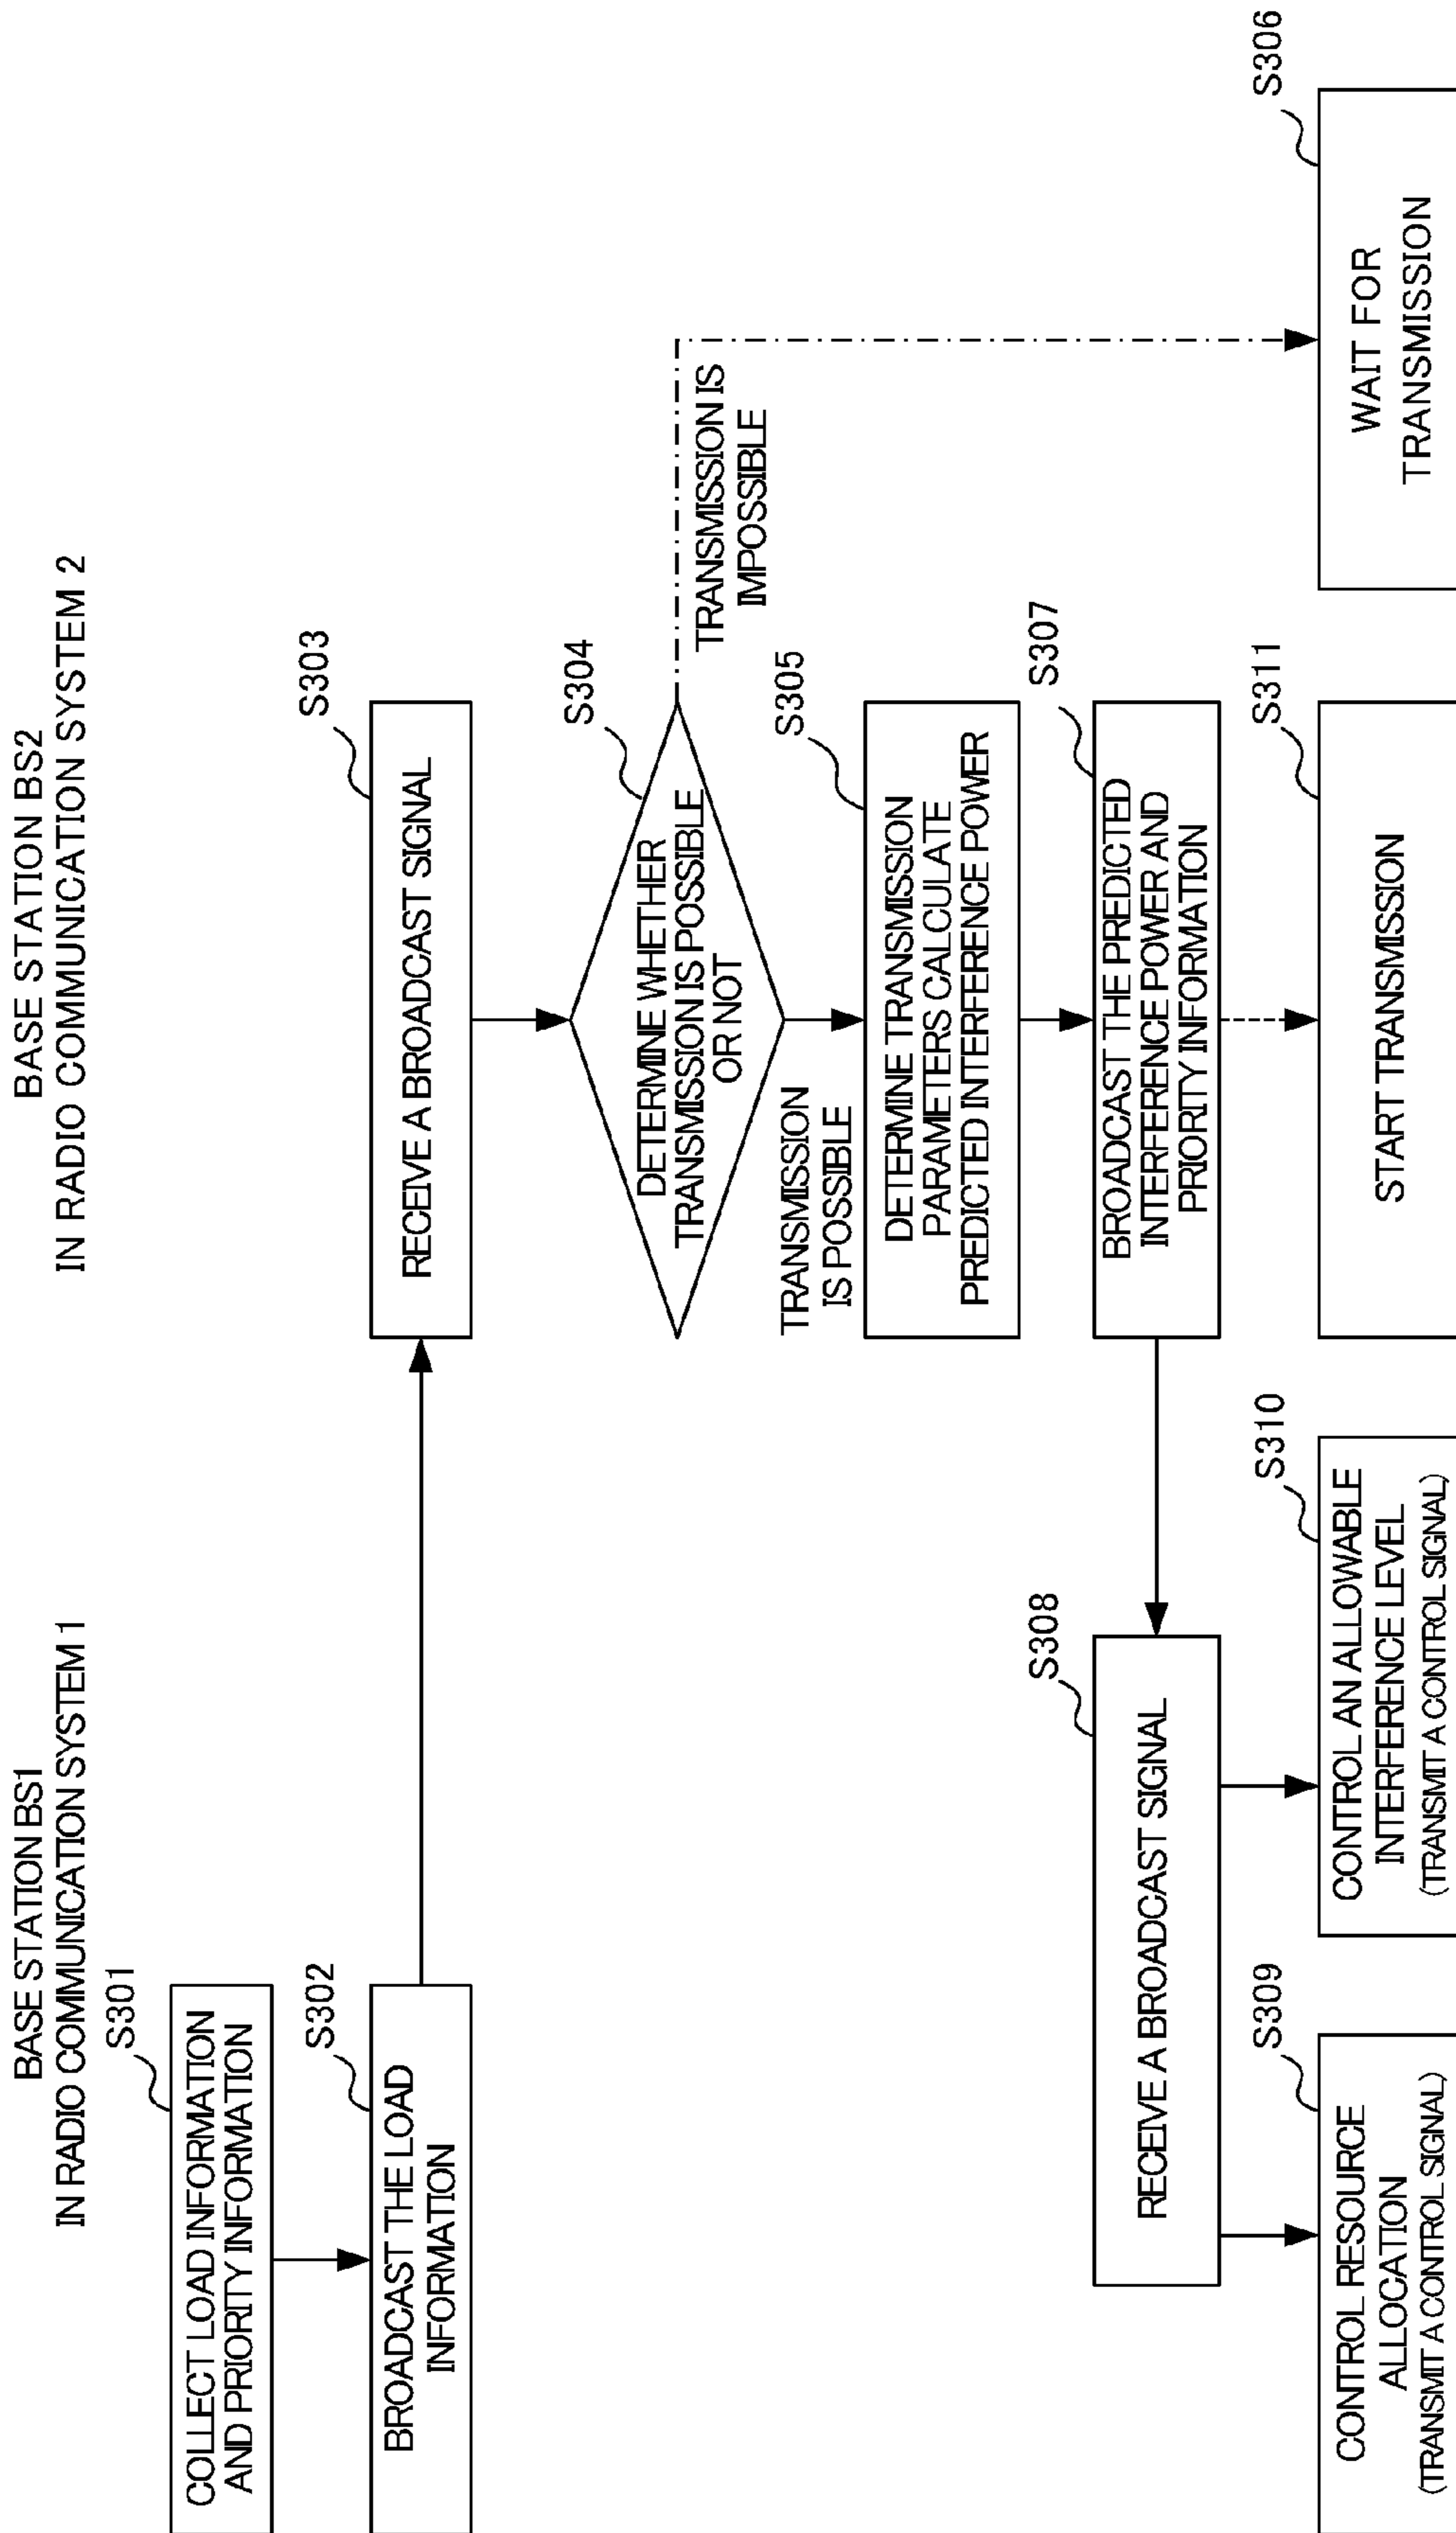 BASE STATION BS1
IN RADIO COMMUNICATION SYSTEM 1
BASE STATION BS2
IN RADIO COMMUNICATION SYSTEM 2
S301
COLLECT LOAD INFORMATION
AND PRIORITY INFORMATION
S302
BROADCAST THE LOAD
INFORMATION
S303
RECEIVE A BROADCAST SIGNAL
S304
DETERMINE WHETHER
TRANSMISSION IS POSSIBLE
OR NOT
TRANSMISSION IS
IMPOSSIBLE
TRANSMISSION
IS POSSIBLE
S305
DETERMINE TRANSMISSION
PARAMETERS CALCULATE
PREDICTED INTERFERENCE POWER
S307
BROADCAST THE PREDICTED
INTERFERENCE POWER AND
PRIORITY INFORMATION
S308
RECEIVE A BROADCAST SIGNAL
S309
CONTROL RESOURCE
ALLOCATION
(TRANSMIT A CONTROL SIGNAL)
S310
CONTROL AN ALLOWABLE
INTERFERENCE LEVEL
(TRANSMIT A CONTROL SIGNAL)
S311
START TRANSMISSION
S306
WAIT FOR
TRANSMISSION